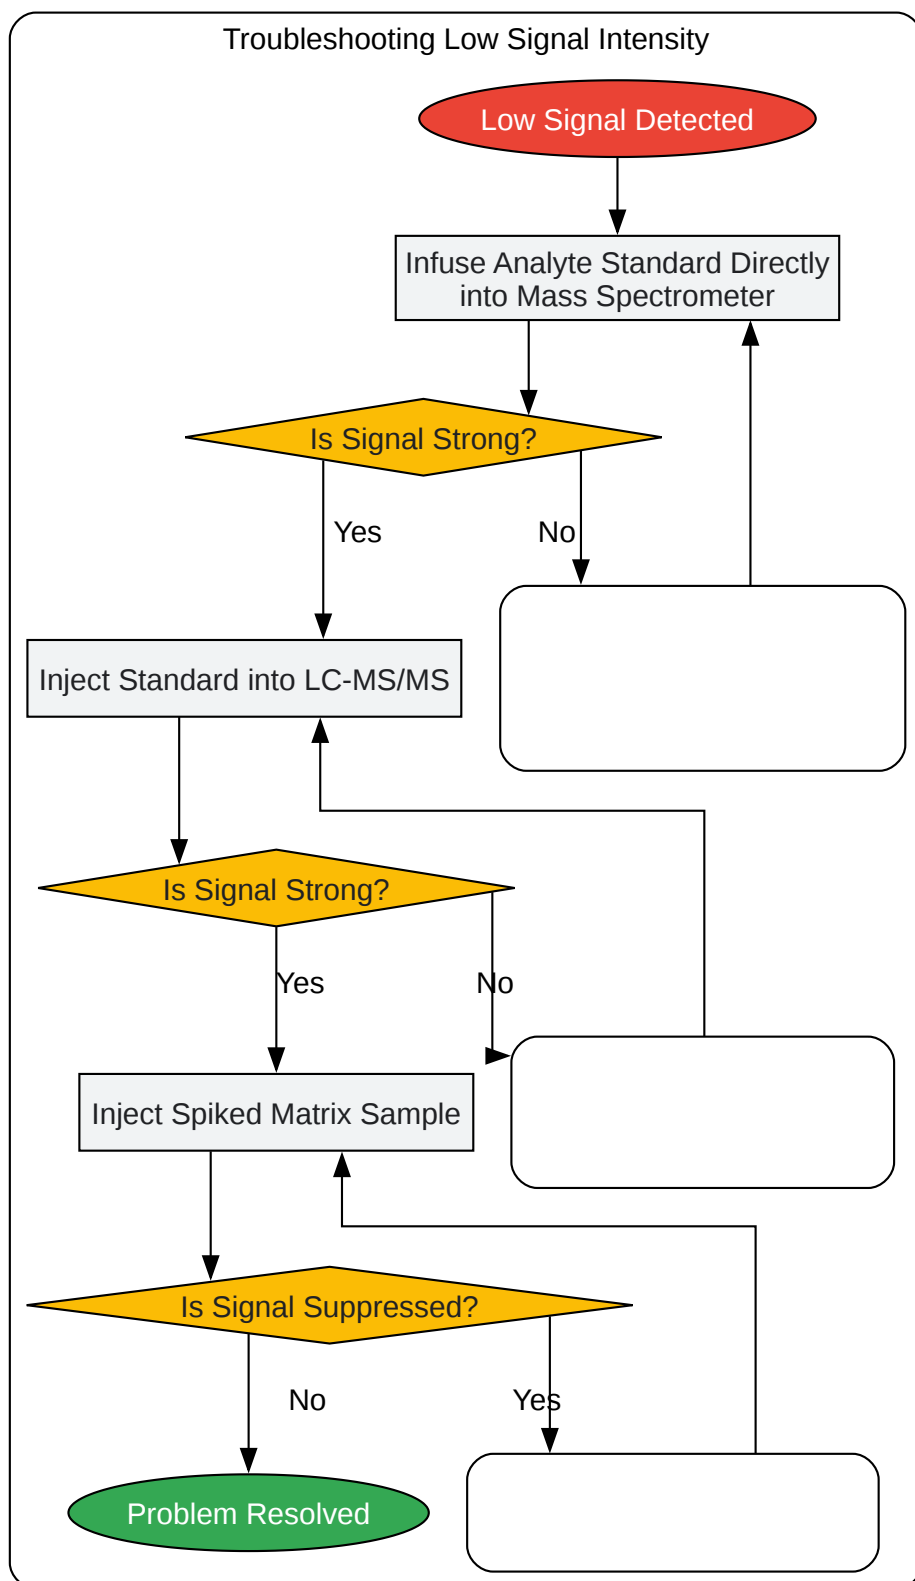 Troubleshooting Low Signal Intensity
Low Signal Detected
Infuse Analyte Standard Directly
into Mass Spectrometer
Is Signal Strong?
Yes
No
Inject Standard into LC-MS/MS
Is Signal Strong?
Yes
No
Inject Spiked Matrix Sample
Is Signal Suppressed?
No
Yes
Problem Resolved